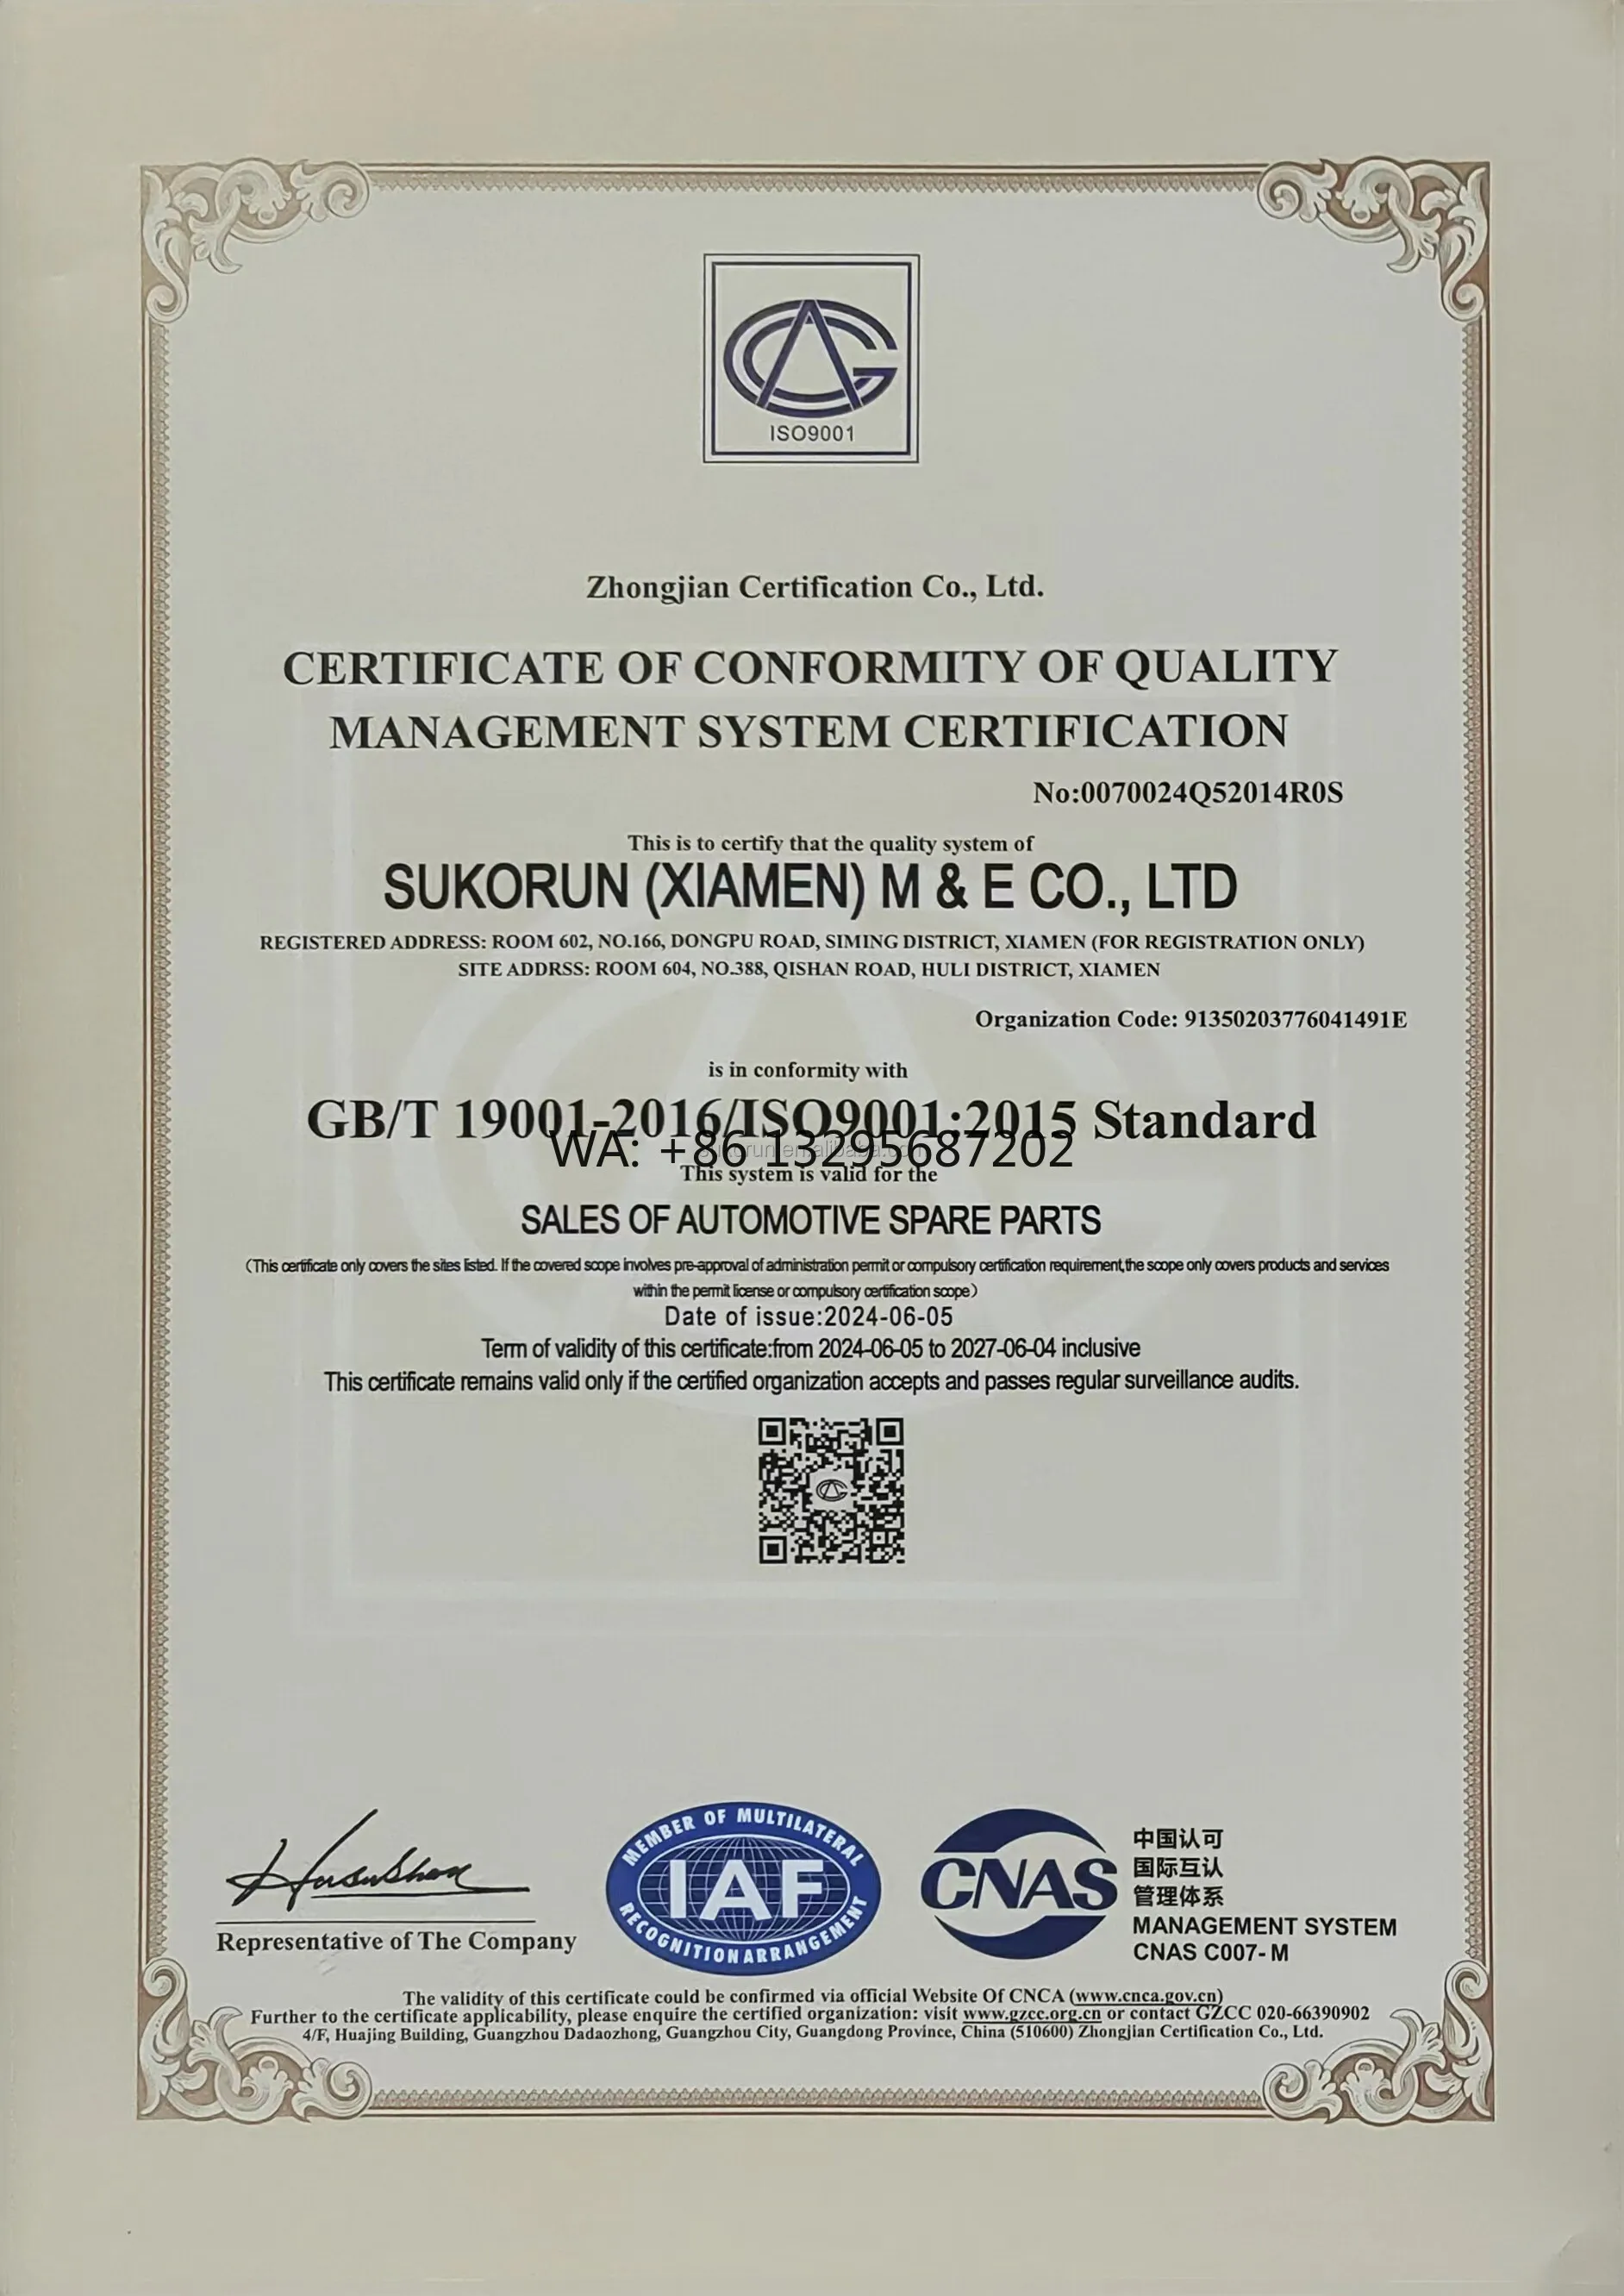 ISO9001
Zhongjian Certification Co., Ltd.
CERTIFICATE OF CONFORMITY OF QUALITY
MANAGEMENT SYSTEM CERTIFICATION
No:0070024Q52014R0S
This is to certify that the quality system of
SUKORUN (XIAMEN) M & E CO., LTD
REGISTERED ADDRESS: ROOM 602, NO.166, DONGPU ROAD, SIMING DISTRICT, XIAMEN (FOR REGISTRATION ONLY)
SITE ADDRSS: ROOM 604, NO.388, QISHAN ROAD, HULI DISTRICT, XIAMEN
Organization Code: 91350203776041491E
is in conformity with
GB/T 19001-2016/ISO9001:2015 Standard
WA: +86 13295687202
sukorun.en.alibaba.com
This system is valid for the
SALES OF AUTOMOTIVE SPARE PARTS
(This certificate only covers the sites listed. If the covered scope involves pre-approval of administration permit or compulsory certification requirement,the scope only covers products and services
within the permit license or compulsory certification scope)
Date of issue:2024-06-05
Term of validity of this certificate:from 2024-06-05 to 2027-06-04 inclusive
This certificate remains valid only if the certified organization accepts and passes regular surveillance audits.
Representative of The Company
MEMBER OF MULTILATERAL
IAF
RECOGNITION ARRANGEMENT
CNAS
中国认可
国际互认
管理体系
MANAGEMENT SYSTEM
CNAS C007-M
The validity of this certificate could be confirmed via official Website Of CNCA (www.cnca.gov.cn)
Further to the certificate applicability, please enquire the certified organization: visit www.gzcc.org.cn or contact GZCC 020-66390902
4/F, Huajing Building, Guangzhou Dadaozhong, Guangzhou City, Guangdong Province, China (510600) Zhongjian Certification Co., Ltd.